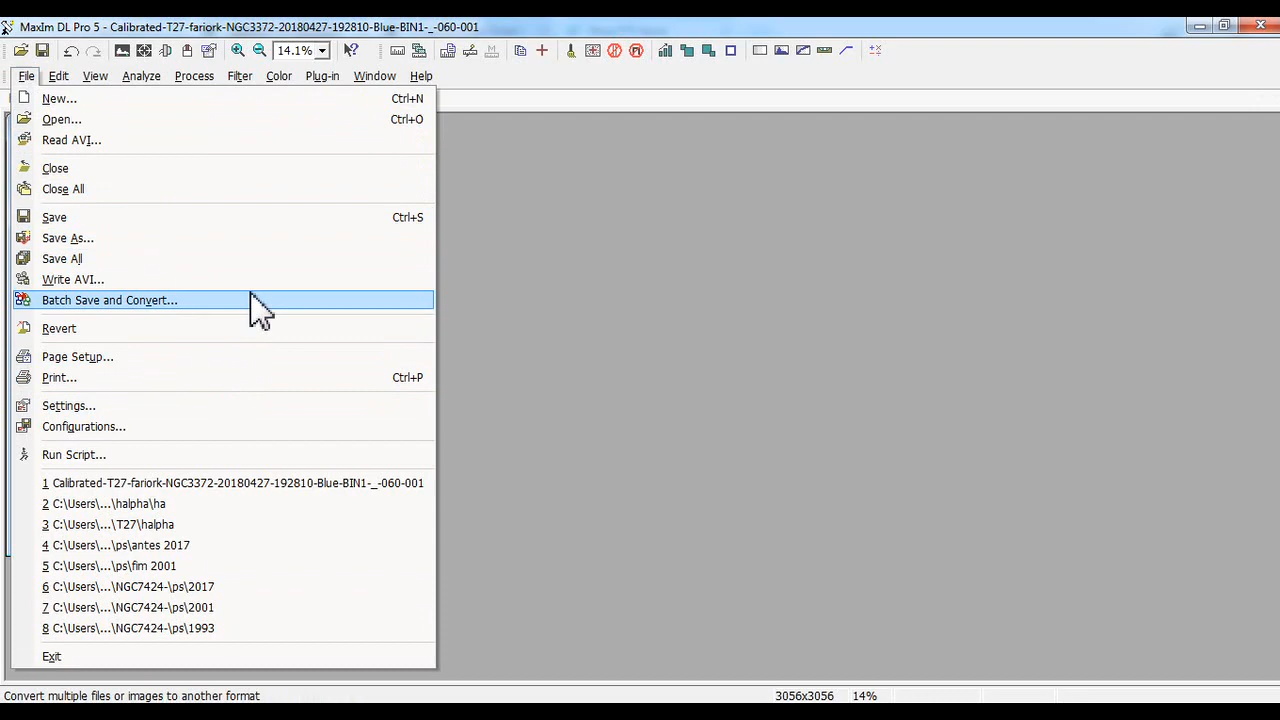 MaxIm DL Pro 5 - Calibrated-T27-fariork-NGC3372-20180427-192810-Blue-BIN1-_-060-001
14.1%
File Edit View Analyze Process Filter Color Plug-in Window Help
New... Ctrl+N
Open... Ctrl+O
Read AVI...
Close
Close All
Save Ctrl+S
Save As...
Save All
Write AVI...
Batch Save and Convert...
Revert
Page Setup...
Print... Ctrl+P
Settings...
Configurations...
Run Script...
1 Calibrated-T27-fariork-NGC3372-20180427-192810-Blue-BIN1-_-060-001
2 C:\Users\...\halpha\ha
3 C:\Users\...\T27\halpha
4 C:\Users\...\ps\antes 2017
5 C:\Users\...\ps\fim 2001
6 C:\Users\...\NGC7424-\ps\2017
7 C:\Users\...\NGC7424-\ps\2001
8 C:\Users\...\NGC7424-\ps\1993
Exit
Convert multiple files or images to another format 3056x3056 14%